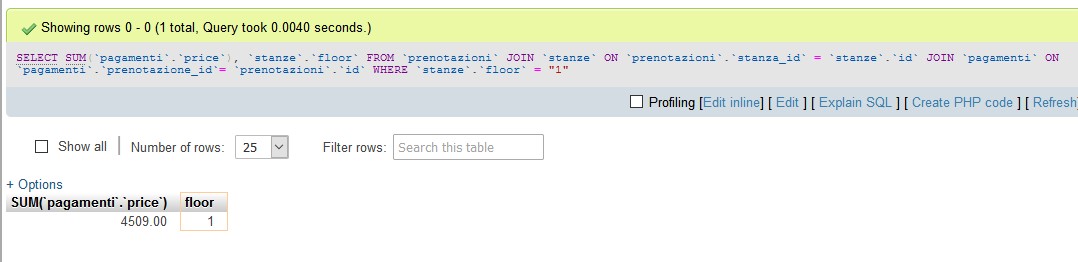 Showing rows 0 - 0 (1 total, Query took 0.0040 seconds.)
SELECT SUM(`pagamenti`.`price`), `stanze`.`floor` FROM `prenotazioni` JOIN `stanze` ON `prenotazioni`.`stanza_id` = `stanze`.`id` JOIN `pagamenti` ON
`pagamenti`.`prenotazione_id`= `prenotazioni`.`id` WHERE `stanze`.`floor` = "1"
Profiling [Edit inline] [ Edit ] [ Explain SQL ] [ Create PHP code ] [ Refresh
Show all Number of rows: 25 Filter rows: Search this table
+ Options
SUM(`pagamenti`.`price`) floor
4509.00 1